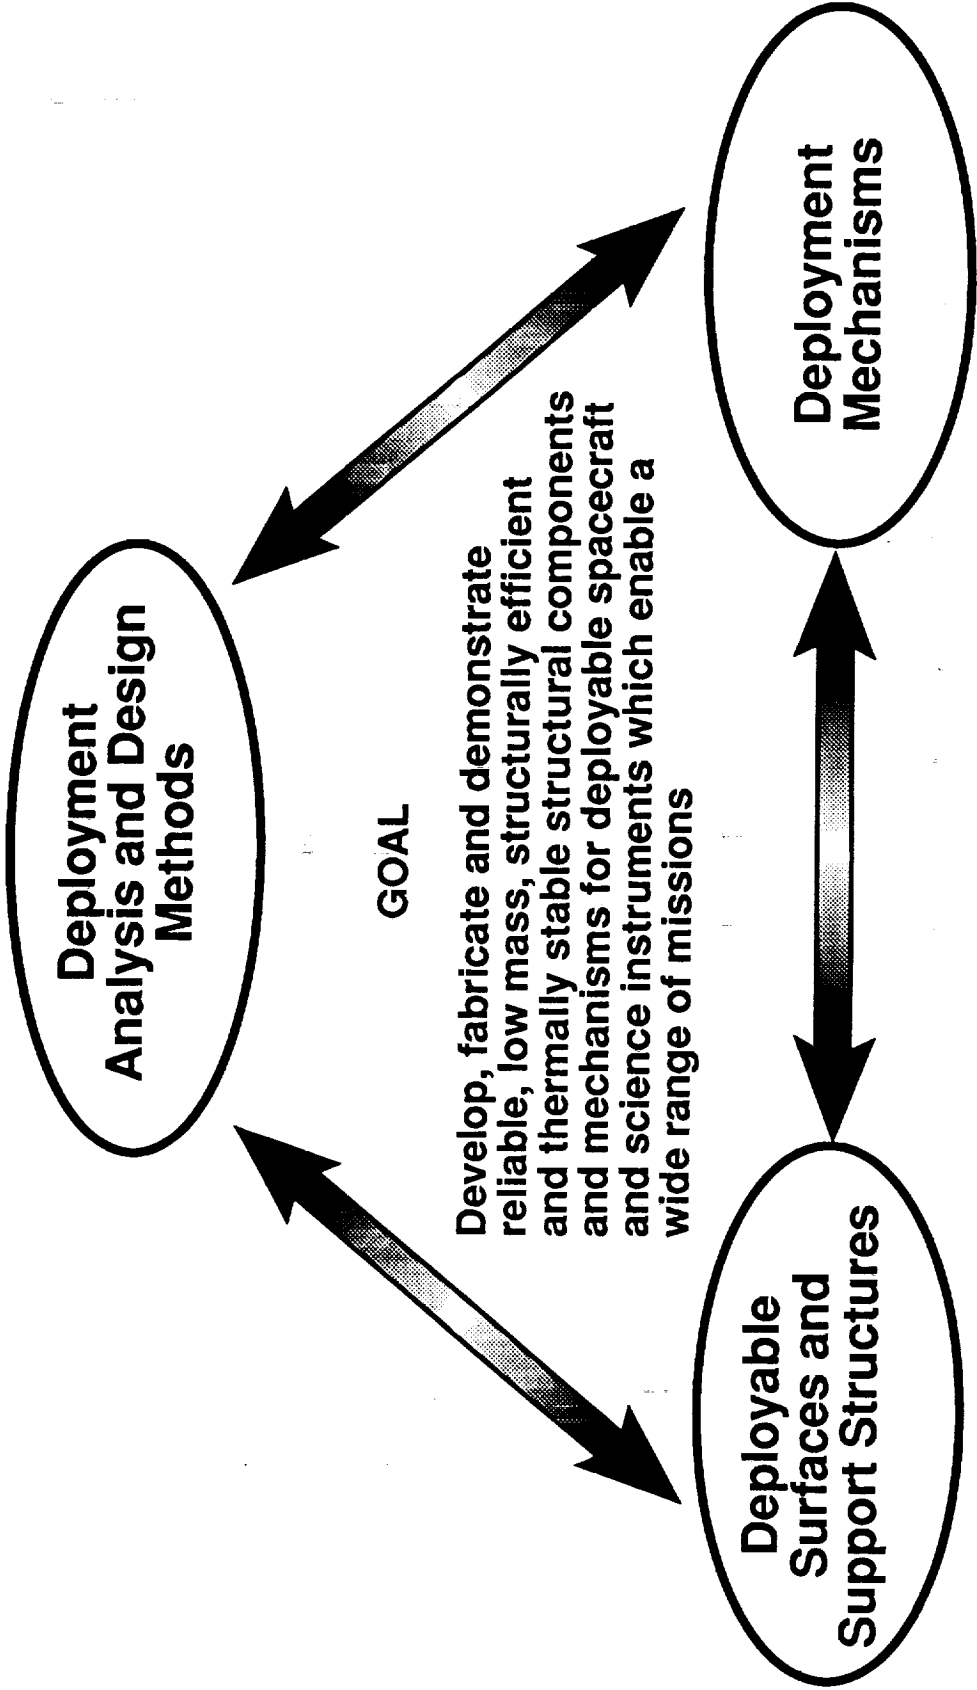 Deployment
Analysis and Design
Methods
GOAL
Develop, fabricate and demonstrate
reliable, low mass, structurally efficient
and thermally stable structural components
and mechanisms for deployable spacecraft
and science instruments which enable a
wide range of missions
Deployable
Surfaces and
Support Structures
Deployment
Mechanisms